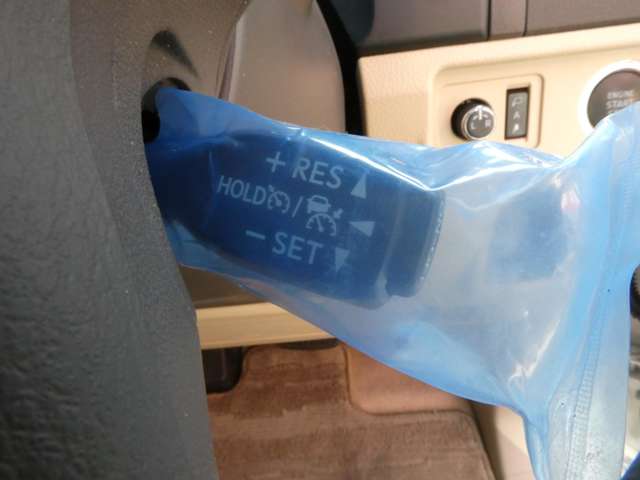 + RES
HOLD /
- SET
ENGINE
START
L R
A